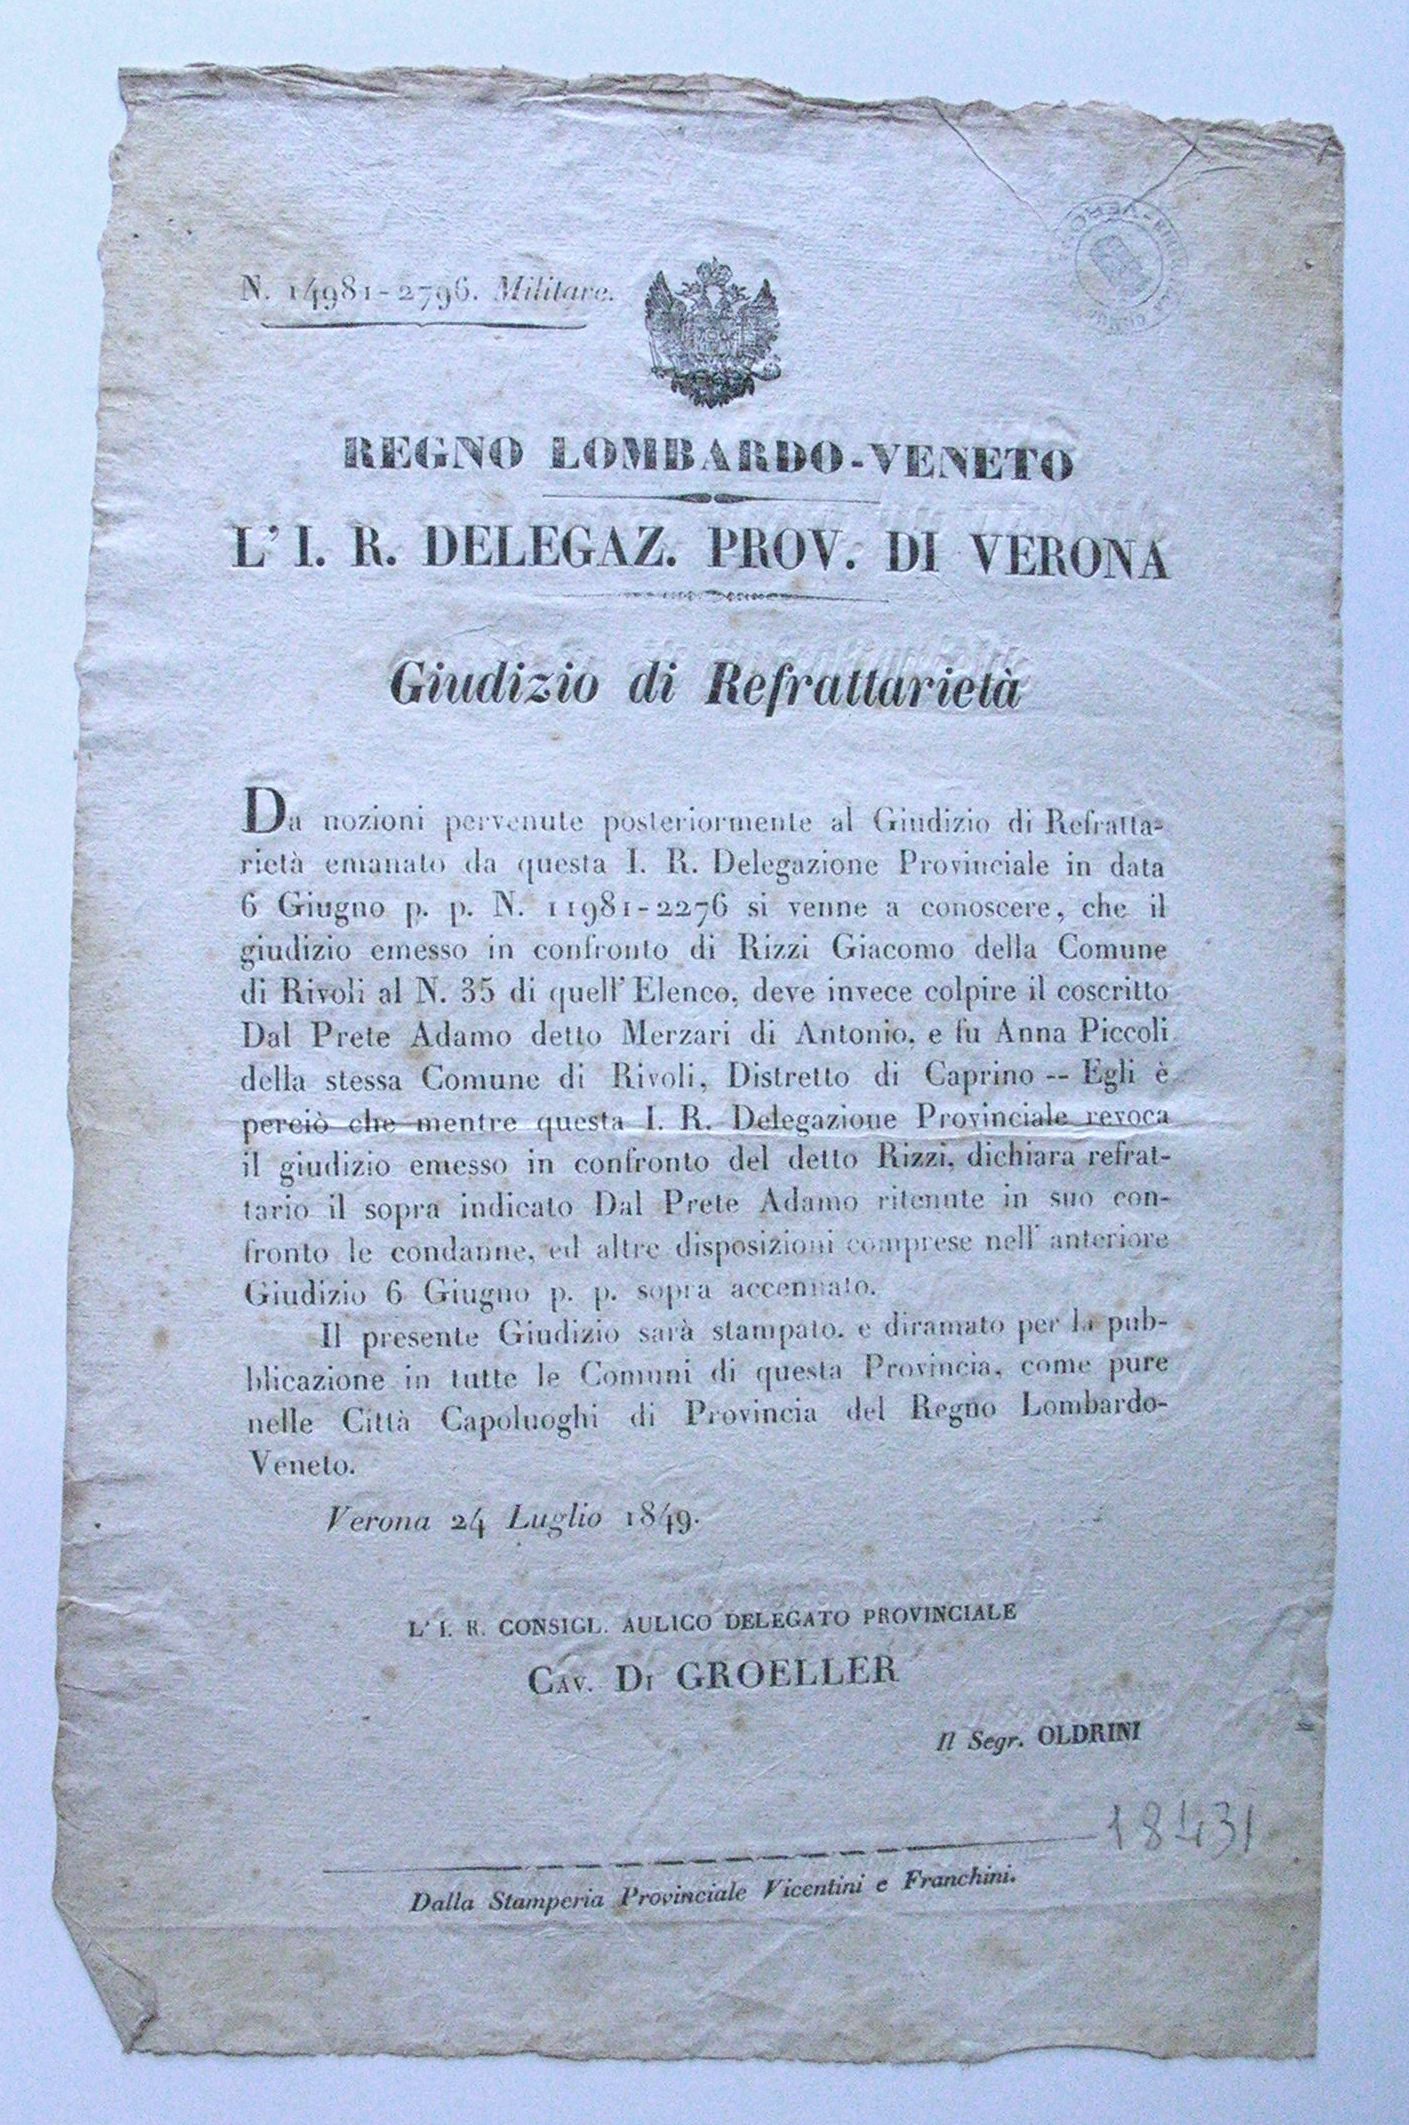 N. 14981-2796. Militare.
REGNO LOMBARDO-VENETO
L' I. R. DELEGAZ. PROV. DI VERONA
Giudizio di Refrattarietà
Da nozioni pervenute posteriormente al Giudizio di Refratta-
rietà emanato da questa I. R. Delegazione Provinciale in data
6 Giugno p. p. N. 11981-2276 si venne a conoscere, che il
giudizio emesso in confronto di Rizzi Giacomo della Comune
di Rivoli al N. 35 di quell' Elenco, deve invece colpire il coscritto
Dal Prete Adamo detto Merzari di Antonio, e fu Anna Piccoli
della stessa Comune di Rivoli, Distretto di Caprino -- Egli è
perciò che mentre questa I. R. Delegazione Provinciale revoca
il giudizio emesso in confronto del detto Rizzi, dichiara refrat-
tario il sopra indicato Dal Prete Adamo ritenute in suo con-
fronto le condanne, ed altre disposizioni comprese nell' anteriore
Giudizio 6 Giugno p. p. sopra accennato.
Il presente Giudizio sarà stampato, e diramato per la pub-
blicazione in tutte le Comuni di questa Provincia, come pure
nelle Città Capoluoghi di Provincia del Regno Lombardo-
Veneto.
Verona 24 Luglio 1849.
L' I. R. CONSIGL. AULICO DELEGATO PROVINCIALE
CAV. DI GROELLER
Il Segr. OLDRINI
18431
Dalla Stamperia Provinciale Vicentini e Franchini.